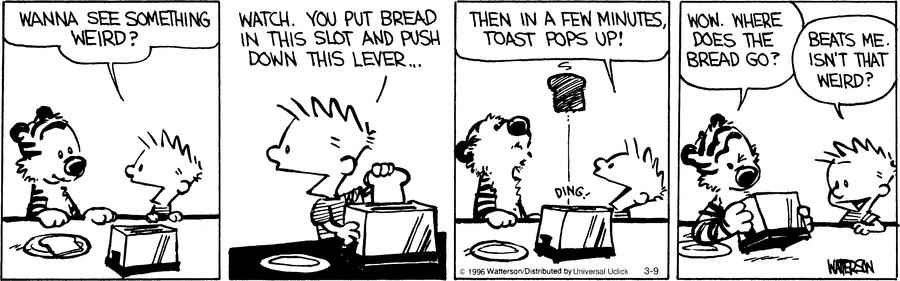 WANNA SEE SOMETHING
WEIRD?
WATCH. YOU PUT BREAD
IN THIS SLOT AND PUSH
DOWN THIS LEVER...
THEN IN A FEW MINUTES,
TOAST POPS UP!
DING!
© 1996 Watterson/Distributed by Universal Uclick
3-9
WOW. WHERE
DOES THE
BREAD GO?
BEATS ME.
ISN'T THAT
WEIRD?
WATTERSON